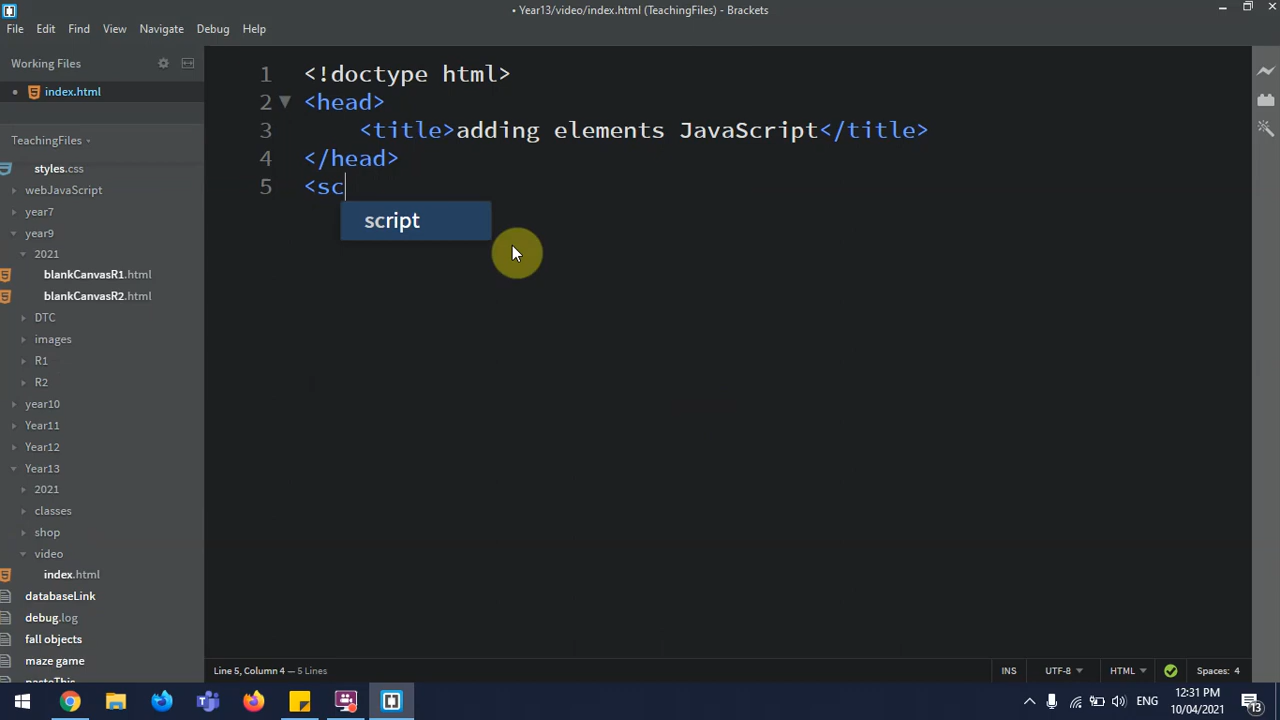 • Year13/video/index.html (TeachingFiles) - Brackets
File Edit Find View Navigate Debug Help
Working Files
index.html
TeachingFiles
styles.css
webJavaScript
year7
year9
2021
blankCanvasR1.html
blankCanvasR2.html
DTC
images
R1
R2
year10
Year11
Year12
Year13
2021
classes
shop
video
index.html
databaseLink
debug.log
fall objects
maze game
1 <!doctype html>
2 <head>
3 <title>adding elements JavaScript</title>
4 </head>
5 <sc
script
Line 5, Column 4 — 5 Lines
INS UTF-8 HTML Spaces: 4
ENG
12:31 PM
10/04/2021
13